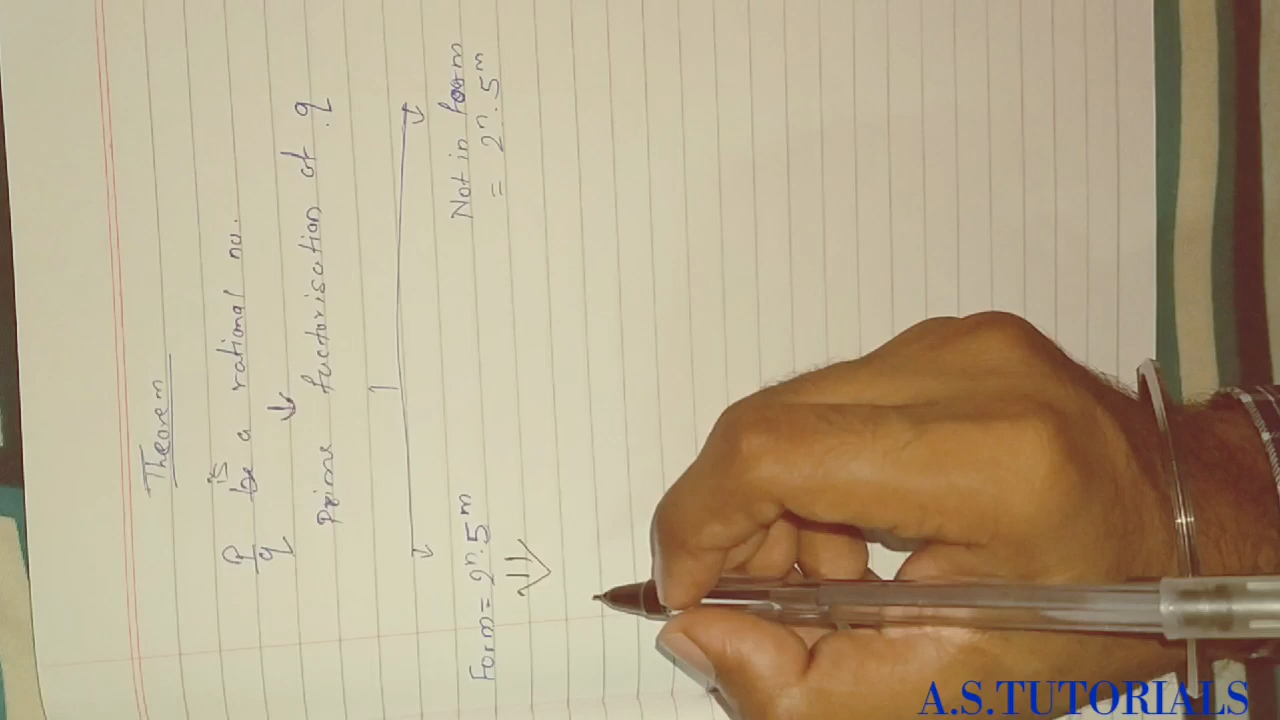 Theorem
p/q is a rational no.
Prime factorisation of q
Form = 2ⁿ·5ᵐ
Not in form
= 2ⁿ·5ᵐ
A.S.TUTORIALS